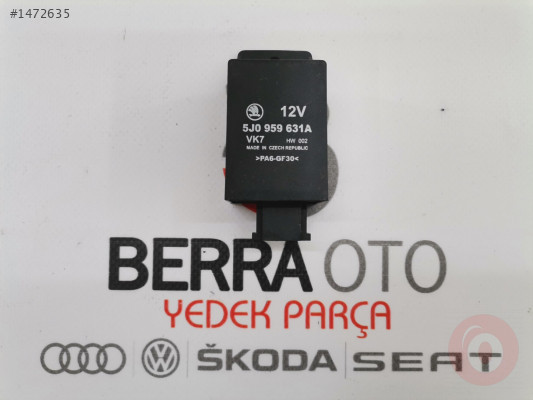 #1472635
12V
5J0 959 631A
VK7 HW 002
MADE IN CZECH REPUBLIC
>PA6-GF30<
BERRA OTO
YEDEK PARÇA
ŠKODA SEAT